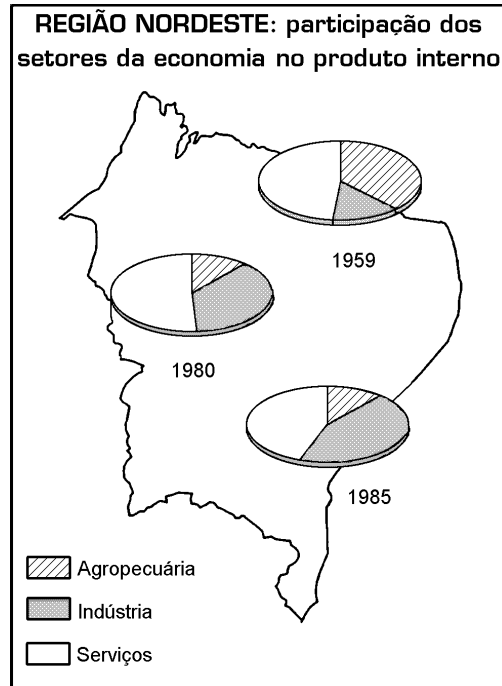 REGIÃO NORDESTE: participação dos
setores da economia no produto interno
1959
1980
1985
Agropecuária
Indústria
Serviços